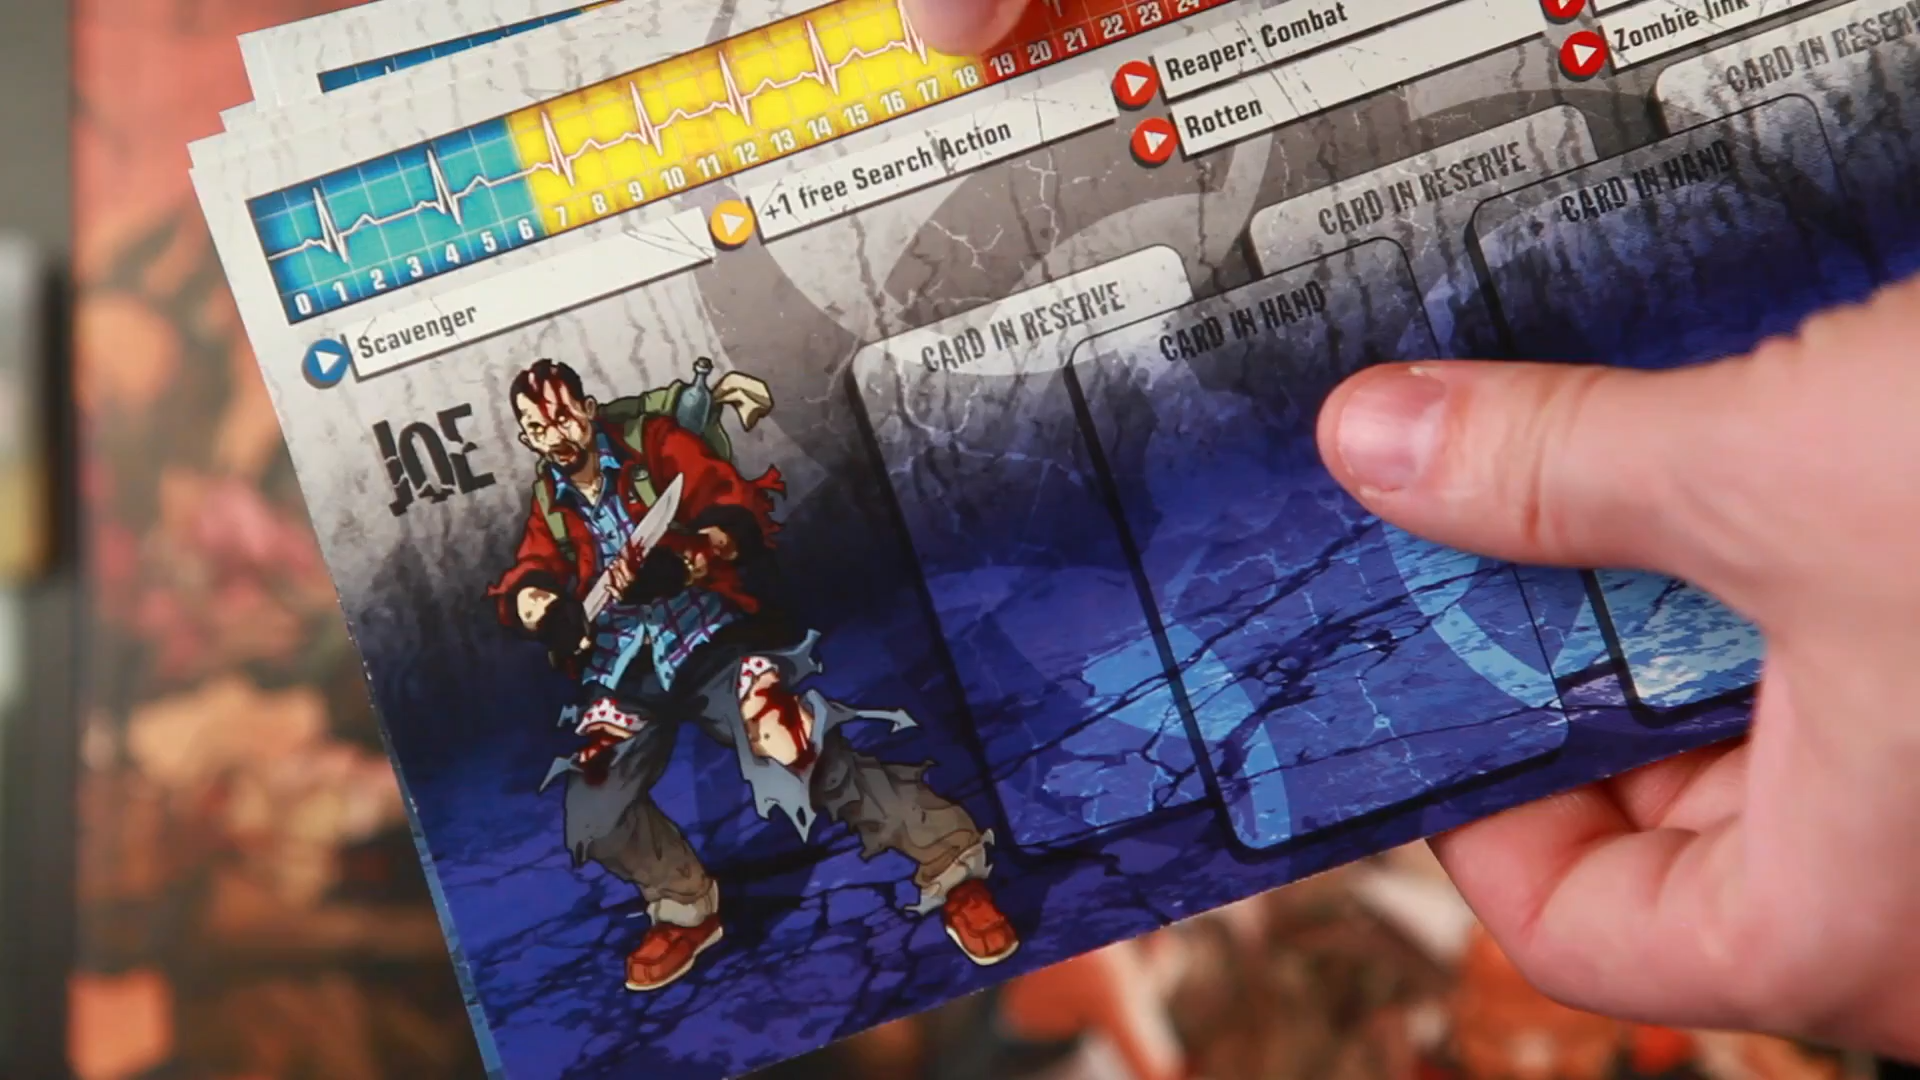 0 1 2 3 4 5 6 7 8 9 10 11 12 13 14 15 16 17 18 19 20 21 22 23 24
Scavenger
+1 free Search Action
Reaper: Combat
Rotten
Zombie link
JOE
CARD IN RESERVE
CARD IN HAND
CARD IN RESERVE
CARD IN HAND
CARD IN RESERV